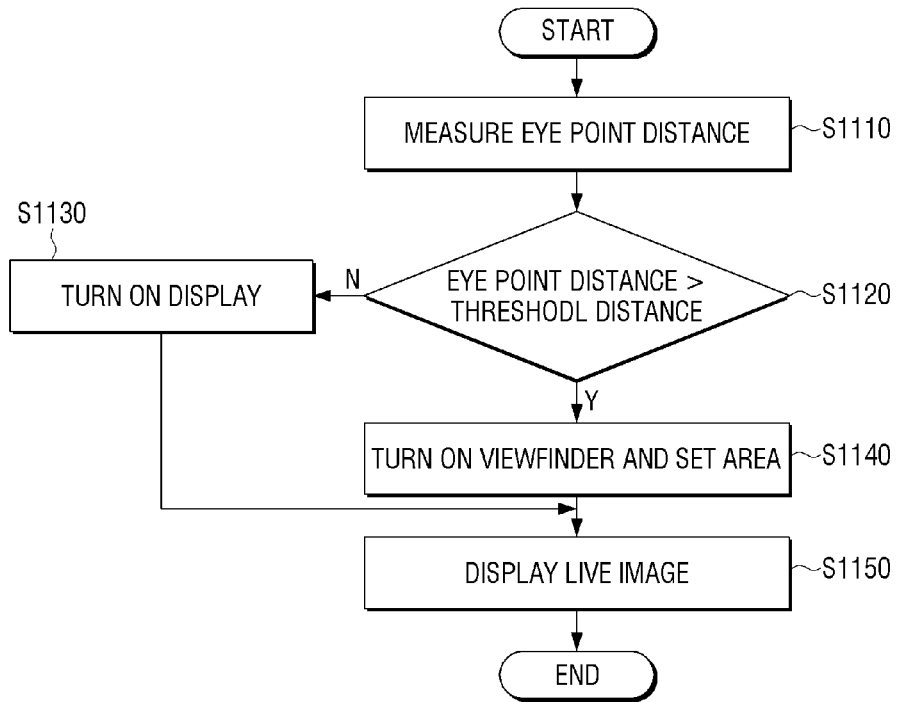 START
MEASURE EYE POINT DISTANCE
S1110
S1130
TURN ON DISPLAY
N
EYE POINT DISTANCE >
THRESHODL DISTANCE
S1120
Y
TURN ON VIEWFINDER AND SET AREA
S1140
DISPLAY LIVE IMAGE
S1150
END